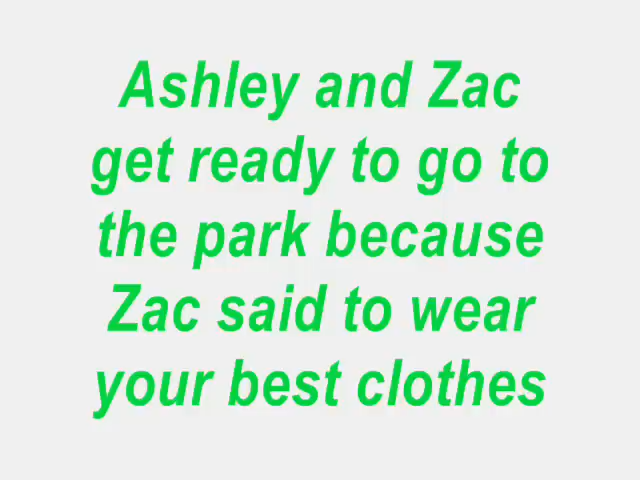 Ashley and Zac
get ready to go to
the park because
Zac said to wear
your best clothes